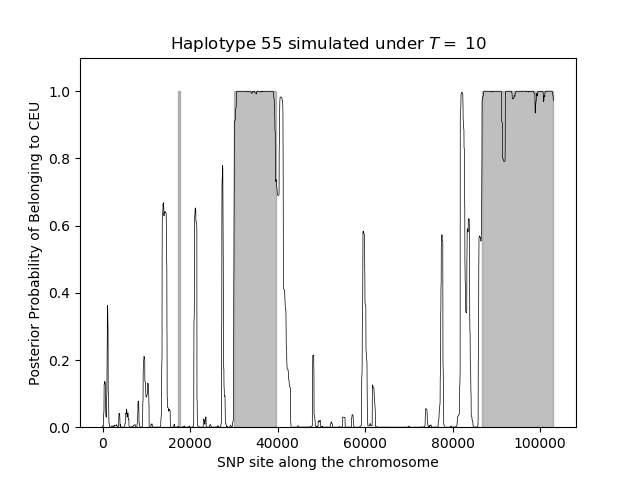 Haplotype 55 simulated under T = 10
Posterior Probability of Belonging to CEU
1.0
0.8
0.6
0.4
0.2
0.0
0 20000 40000 60000 80000 100000
SNP site along the chromosome